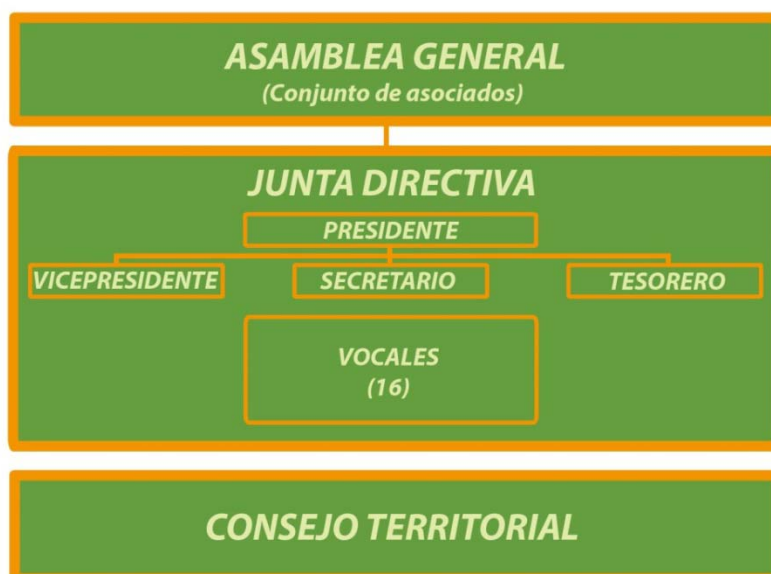 ASAMBLEA GENERAL
(Conjunto de asociados)
JUNTA DIRECTIVA
PRESIDENTE
VICEPRESIDENTE
SECRETARIO
TESORERO
VOCALES
(16)
CONSEJO TERRITORIAL